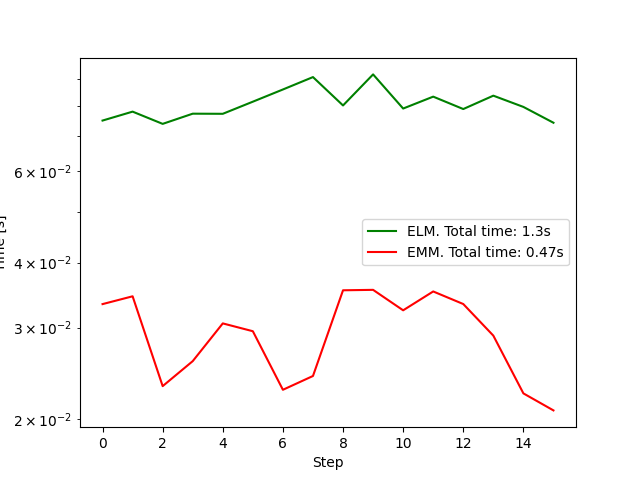 6 × 10⁻²
4 × 10⁻²
3 × 10⁻²
2 × 10⁻²
Time [s]
ELM. Total time: 1.3s
EMM. Total time: 0.47s
0 2 4 6 8 10 12 14
Step